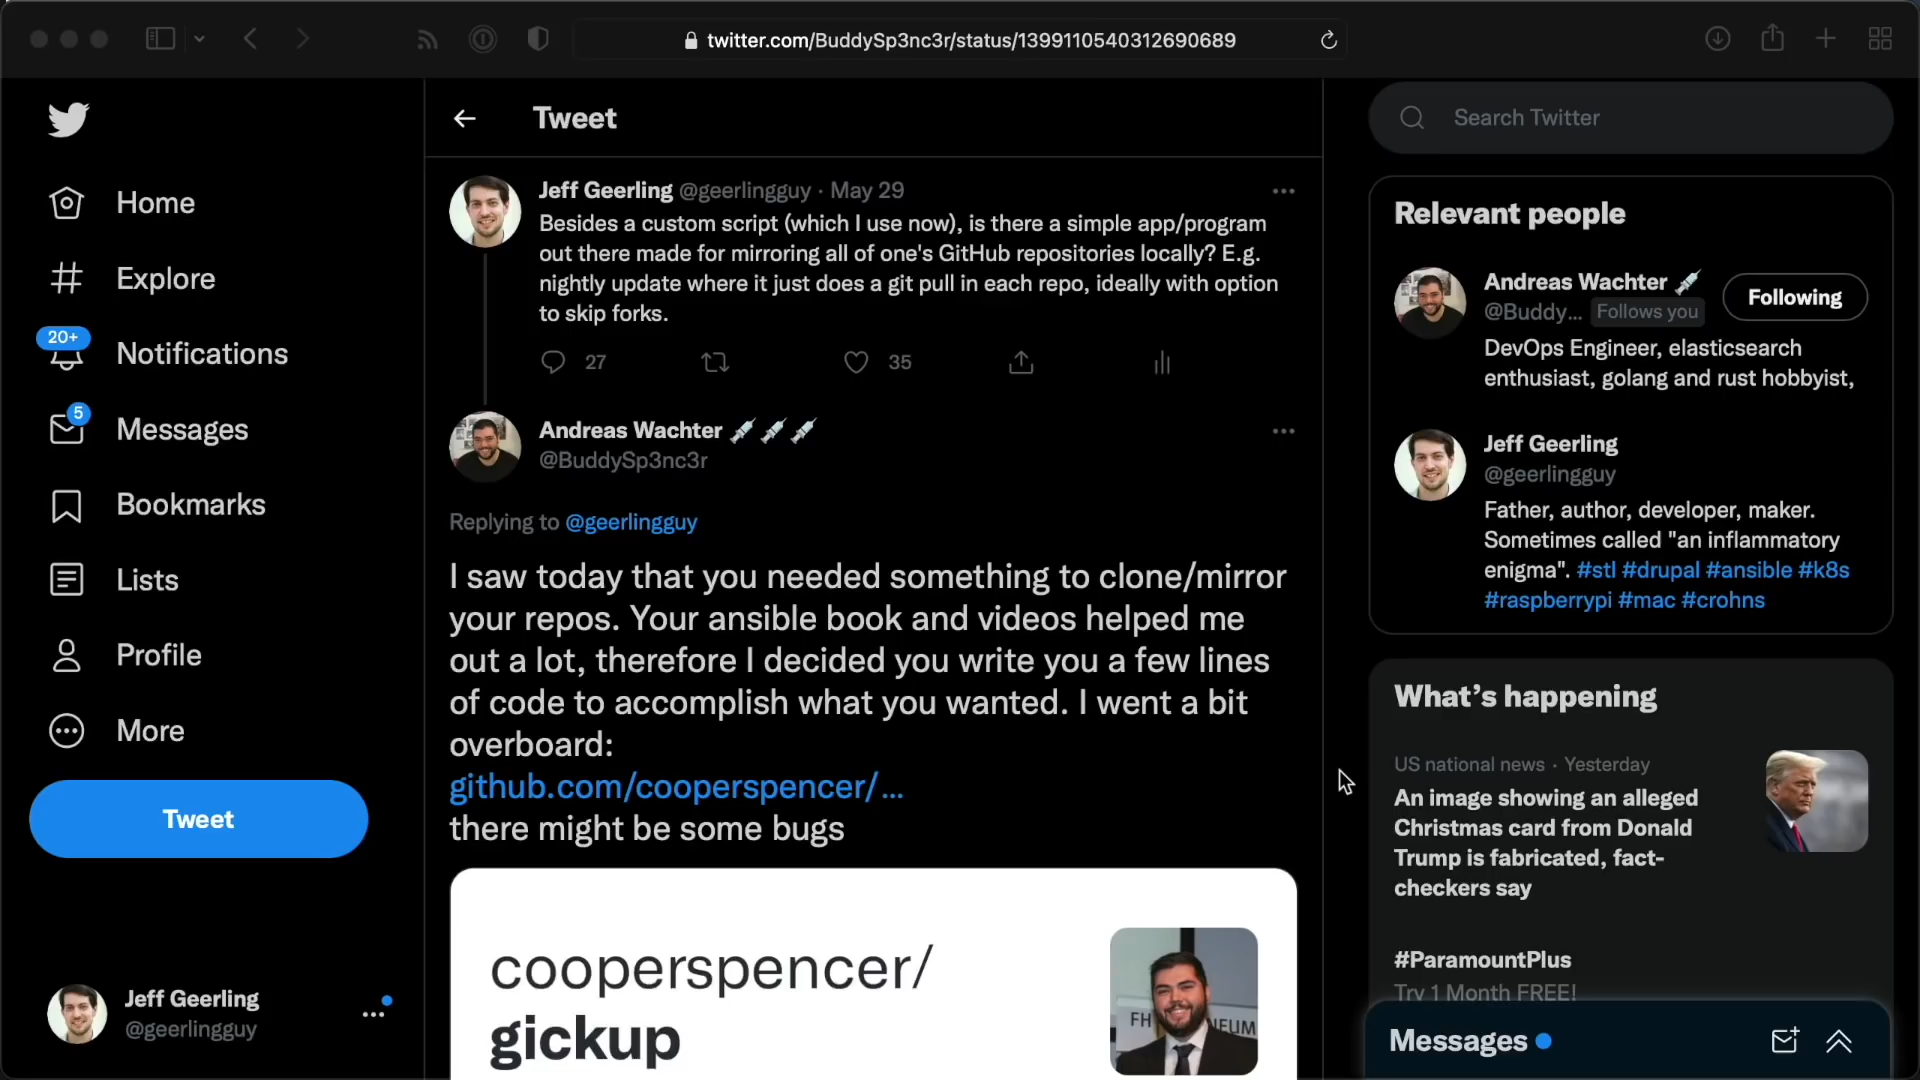 twitter.com/BuddySp3nc3r/status/1399110540312690689
Home
Explore
20+
Notifications
5
Messages
Bookmarks
Lists
Profile
More
Tweet
Jeff Geerling
@geerlingguy
Tweet
Jeff Geerling @geerlingguy · May 29
Besides a custom script (which I use now), is there a simple app/program
out there made for mirroring all of one's GitHub repositories locally? E.g.
nightly update where it just does a git pull in each repo, ideally with option
to skip forks.
27
35
Andreas Wachter
@BuddySp3nc3r
Replying to @geerlingguy
I saw today that you needed something to clone/mirror
your repos. Your ansible book and videos helped me
out a lot, therefore I decided you write you a few lines
of code to accomplish what you wanted. I went a bit
overboard:
github.com/cooperspencer/...
there might be some bugs
cooperspencer/
gickup
FH
NEUM
Search Twitter
Relevant people
Andreas Wachter
@Buddy... Follows you
Following
DevOps Engineer, elasticsearch
enthusiast, golang and rust hobbyist,
Jeff Geerling
@geerlingguy
Father, author, developer, maker.
Sometimes called "an inflammatory
enigma". #stl #drupal #ansible #k8s
#raspberrypi #mac #crohns
What's happening
US national news · Yesterday
An image showing an alleged
Christmas card from Donald
Trump is fabricated, fact-
checkers say
#ParamountPlus
Try 1 Month FREE!
Messages